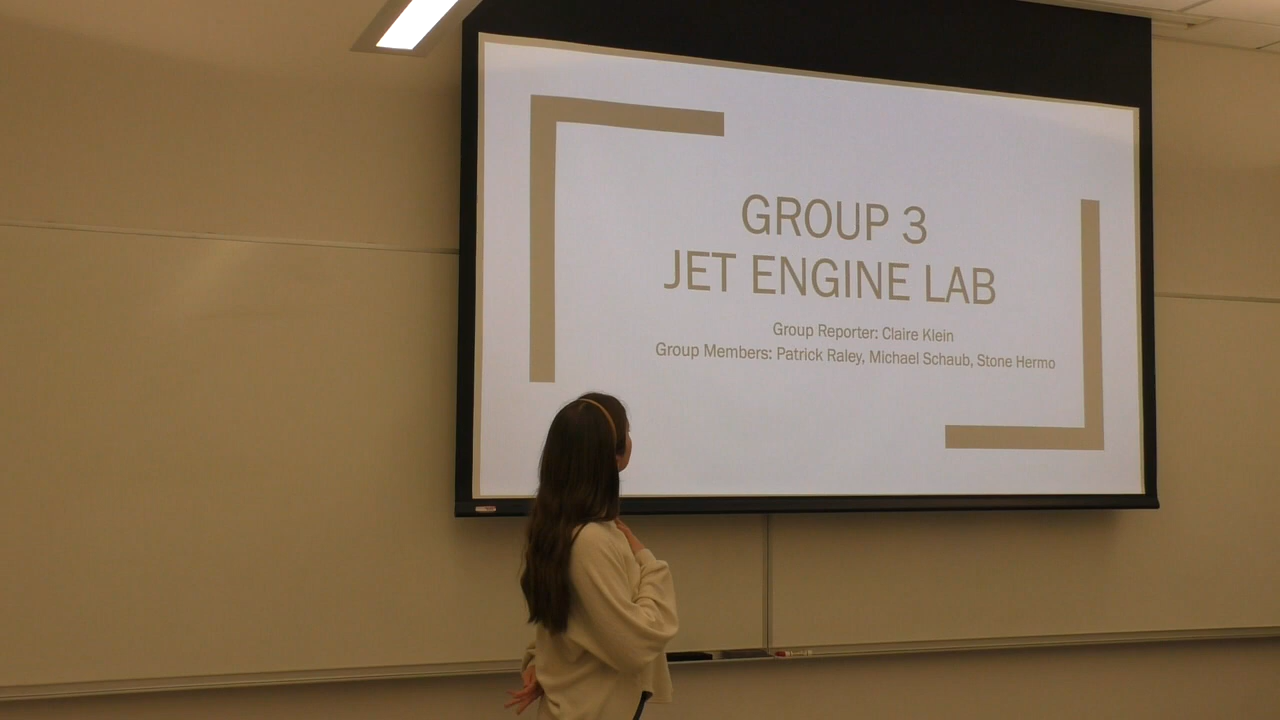 GROUP 3
JET ENGINE LAB
Group Reporter: Claire Klein
Group Members: Patrick Raley, Michael Schaub, Stone Hermo